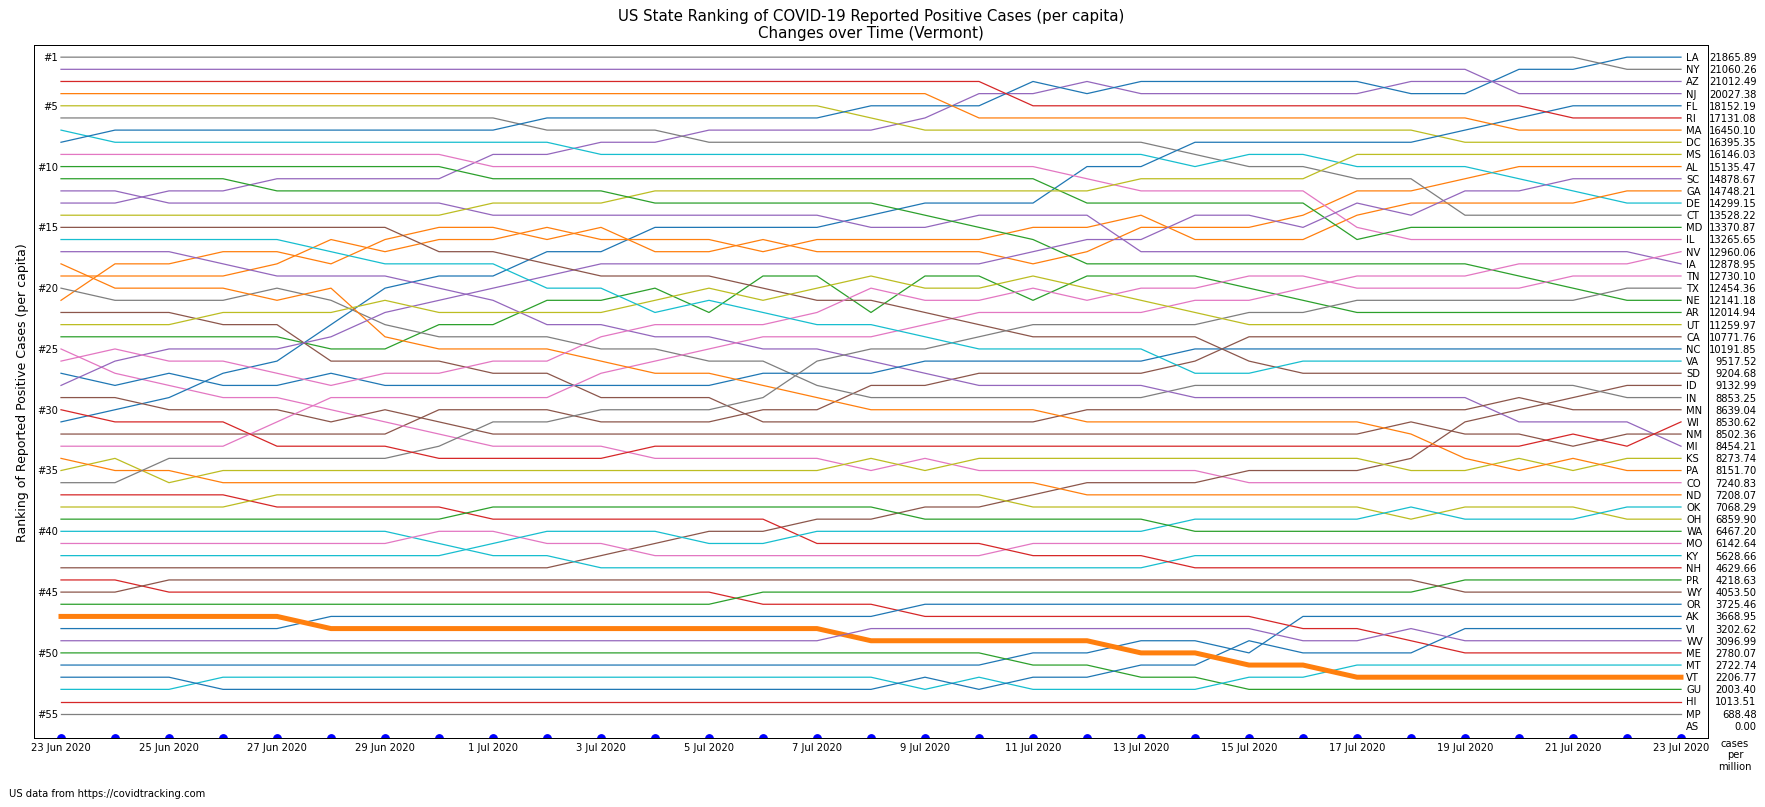 US State Ranking of COVID-19 Reported Positive Cases (per capita)
Changes over Time (Vermont)
Ranking of Reported Positive Cases (per capita)
#1
#5
#10
#15
#20
#25
#30
#35
#40
#45
#50
#55
LA 21865.89
NY 21060.26
AZ 21012.49
NJ 20027.38
FL 18152.19
RI 17131.08
MA 16450.10
DC 16395.35
MS 16146.03
AL 15135.47
SC 14878.67
GA 14748.21
DE 14299.15
CT 13528.22
MD 13370.87
IL 13265.65
NV 12960.06
IA 12878.95
TN 12730.10
TX 12454.36
NE 12141.18
AR 12014.94
UT 11259.97
CA 10771.76
NC 10191.85
VA 9517.52
SD 9204.68
ID 9132.99
IN 8853.25
MN 8639.04
WI 8530.62
NM 8502.36
MI 8454.21
KS 8273.74
PA 8151.70
CO 7240.83
ND 7208.07
OK 7068.29
OH 6859.90
WA 6467.20
MO 6142.64
KY 5628.66
NH 4629.66
PR 4218.63
WY 4053.50
OR 3725.46
AK 3668.95
VI 3202.62
WV 3096.99
ME 2780.07
MT 2722.74
VT 2206.77
GU 2003.40
HI 1013.51
MP 688.48
AS 0.00
23 Jun 2020 25 Jun 2020 27 Jun 2020 29 Jun 2020 1 Jul 2020 3 Jul 2020 5 Jul 2020 7 Jul 2020 9 Jul 2020 11 Jul 2020 13 Jul 2020 15 Jul 2020 17 Jul 2020 19 Jul 2020 21 Jul 2020 23 Jul 2020
cases
per
million
US data from https://covidtracking.com